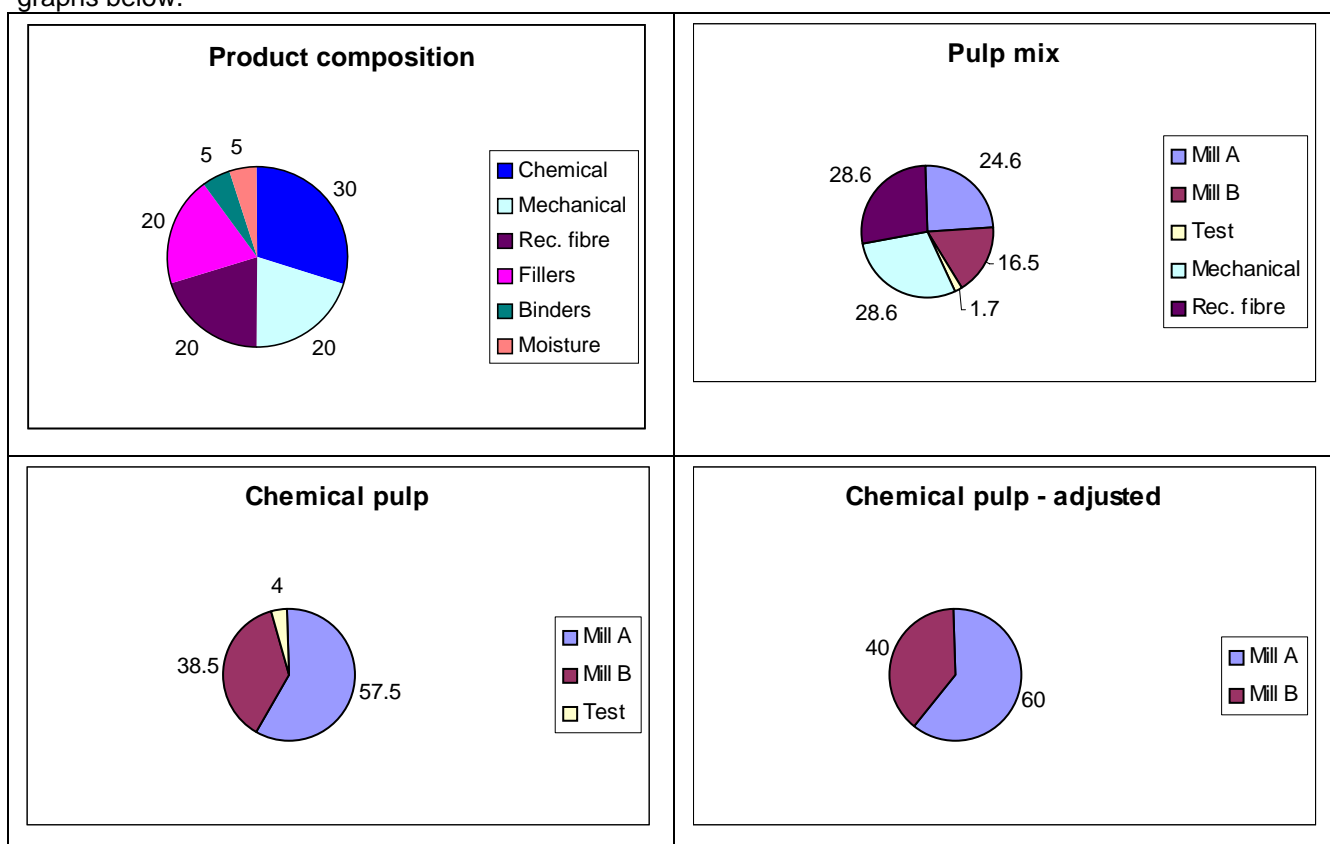 graphs below.
Product composition
5 5
30
20
20
20
Chemical
Mechanical
Rec. fibre
Fillers
Binders
Moisture
Pulp mix
28.6
24.6
16.5
1.7
28.6
Mill A
Mill B
Test
Mechanical
Rec. fibre
Chemical pulp
4
38.5
57.5
Mill A
Mill B
Test
Chemical pulp - adjusted
40
60
Mill A
Mill B